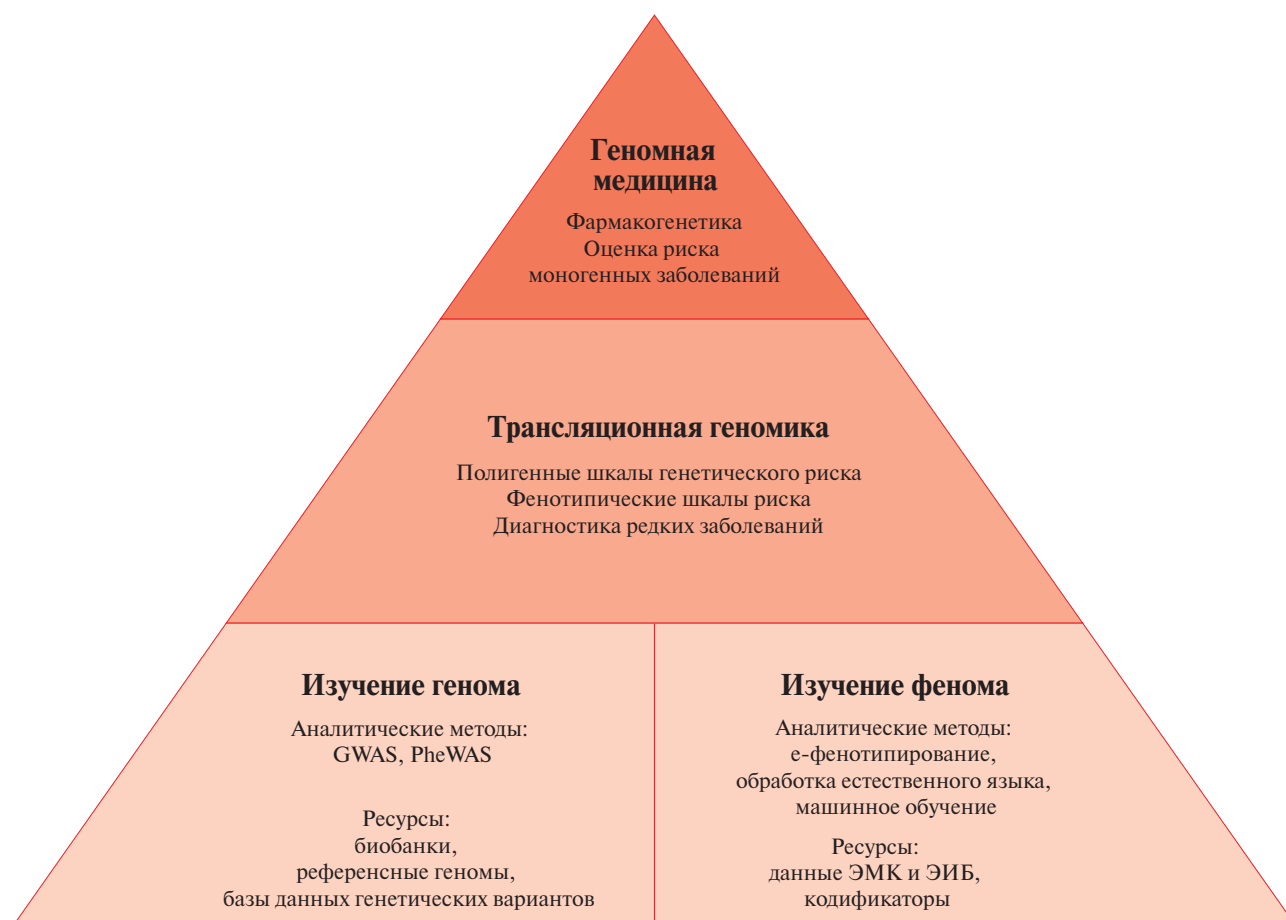 Геномная
медицина
Фармакогенетика
Оценка риска
моногенных заболеваний
Трансляционная геномика
Полигенные шкалы генетического риска
Фенотипические шкалы риска
Диагностика редких заболеваний
Изучение генома
Аналитические методы:
GWAS, PheWAS
Ресурсы:
биобанки,
референсные геномы,
базы данных генетических вариантов
Изучение фенома
Аналитические методы:
е-фенотипирование,
обработка естественного языка,
машинное обучение
Ресурсы:
данные ЭМК и ЭИБ,
кодификаторы